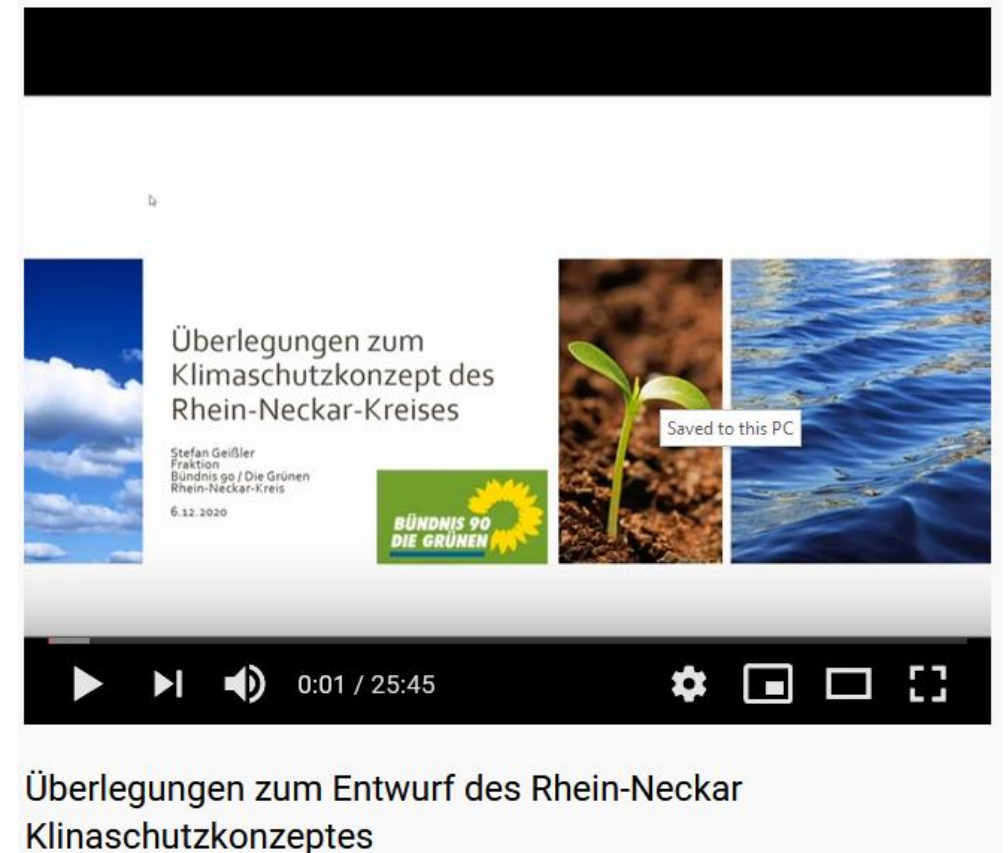 Überlegungen zum
Klimaschutzkonzept des
Rhein-Neckar-Kreises
Stefan Geißler
Fraktion
Bündnis 90 / Die Grünen
Rhein-Neckar-Kreis
6.12.2020
BÜNDNIS 90
DIE GRÜNEN
Saved to this PC
0:01 / 25:45
Überlegungen zum Entwurf des Rhein-Neckar
Klinaschutzkonzeptes